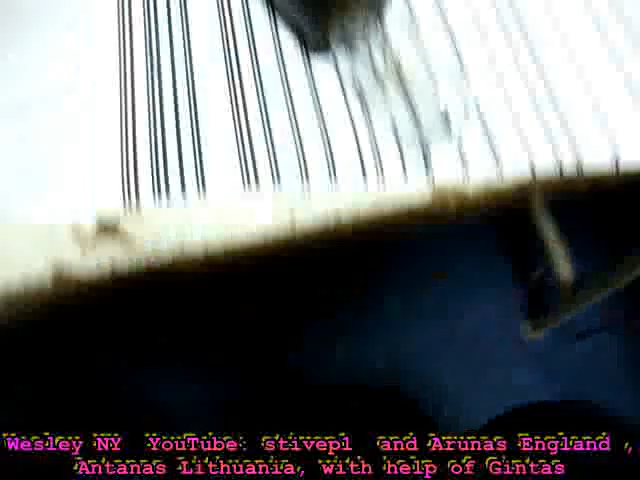 Wesley NY YouTube: stivep1 and Arunas England ,
Antanas Lithuania, with help of Gintas